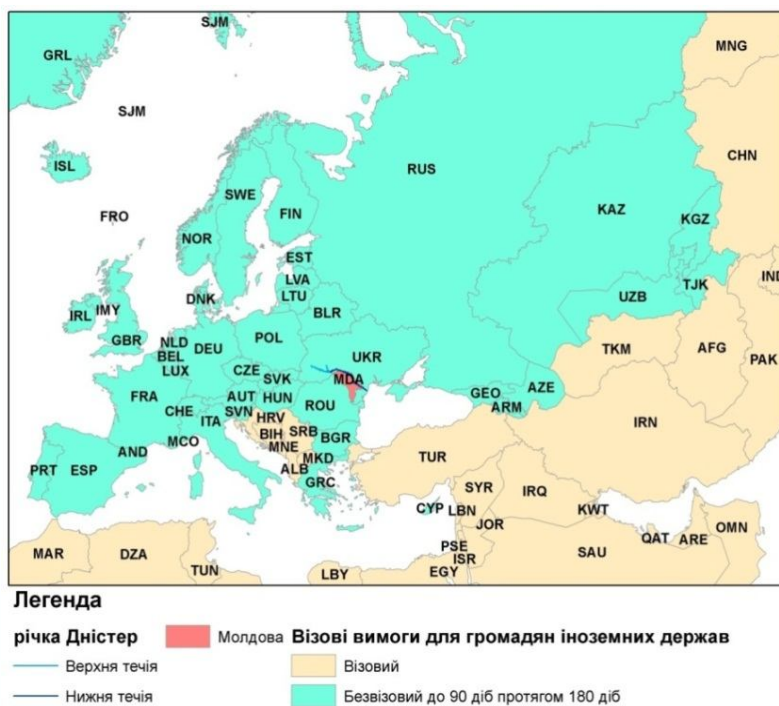 SJM
GRL
MNG
SJM
CHN
ISL
RUS
SWE
KAZ
FIN
KGZ
FRO
NOR
EST
LVA
TJK
IND
DNK
LTU
UZB
IRL
IMY
BLR
GBR
NLD
DEU
POL
TKM
AFG
PAK
BEL
UKR
LUX
CZE
SVK
MDA
FRA
AUT
HUN
GEO
AZE
CHE
SVN
ROU
ARM
ITA
HRV
IRN
MCO
BIH
SRB
BGR
AND
MNE
PRT
ESP
MKD
TUR
ALB
GRC
SYR
IRQ
CYP
LBN
KWT
JOR
OMN
MAR
DZA
PSE
QAT
ARE
TUN
ISR
SAU
LBY
EGY
Легенда
річка Дністер
Молдова
Візові вимоги для громадян іноземних держав
Верхня течія
Візовий
Нижня течія
Безвізовий до 90 діб протягом 180 діб